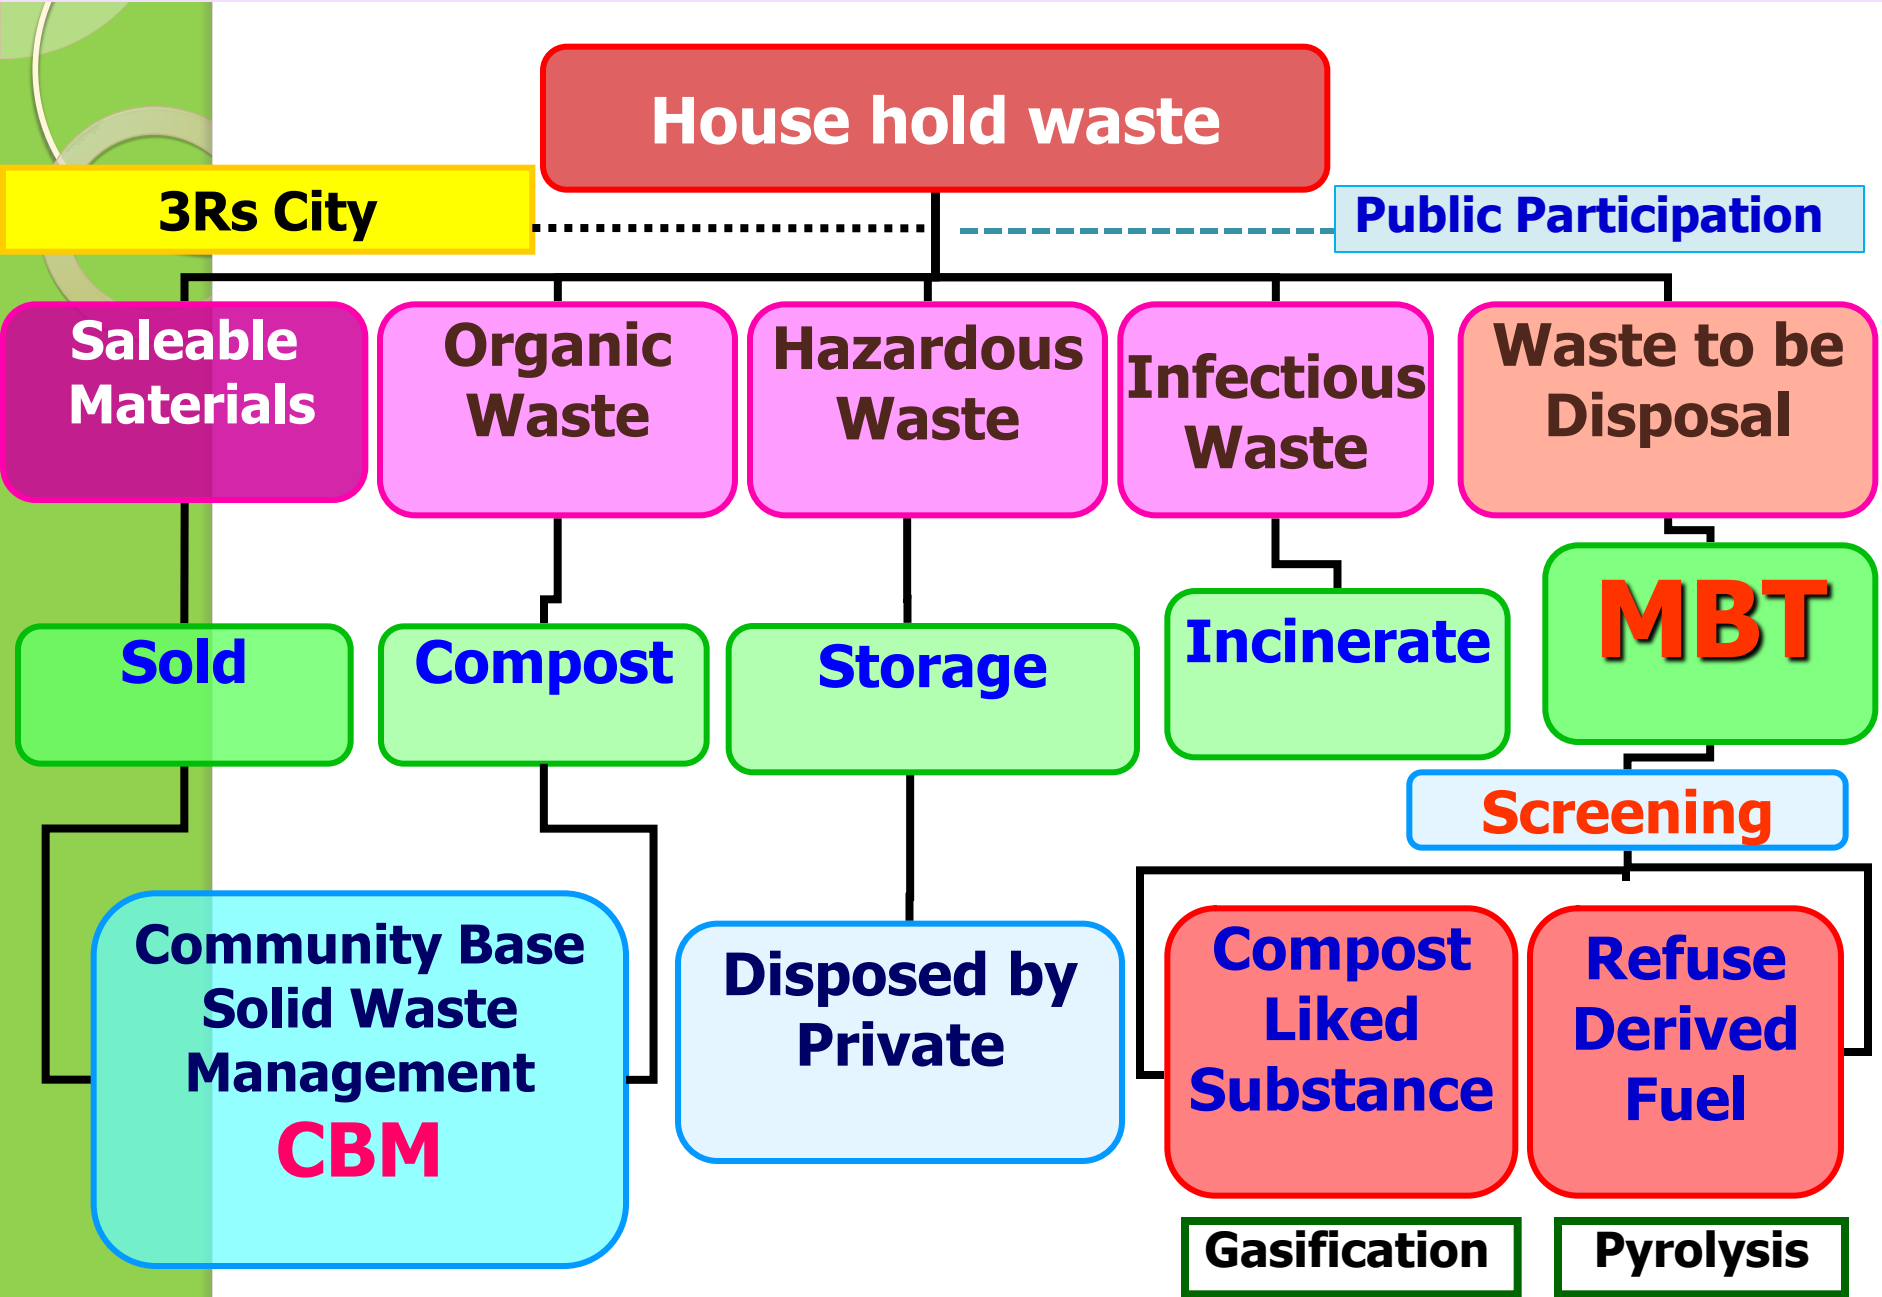 House hold waste
3Rs City
Public Participation
Saleable
Materials
Organic
Waste
Hazardous
Waste
Infectious
Waste
Waste to be
Disposal
Sold
Compost
Storage
Incinerate
MBT
Screening
Community Base
Solid Waste
Management
CBM
Disposed by
Private
Compost
Liked
Substance
Refuse
Derived
Fuel
Gasification
Pyrolysis